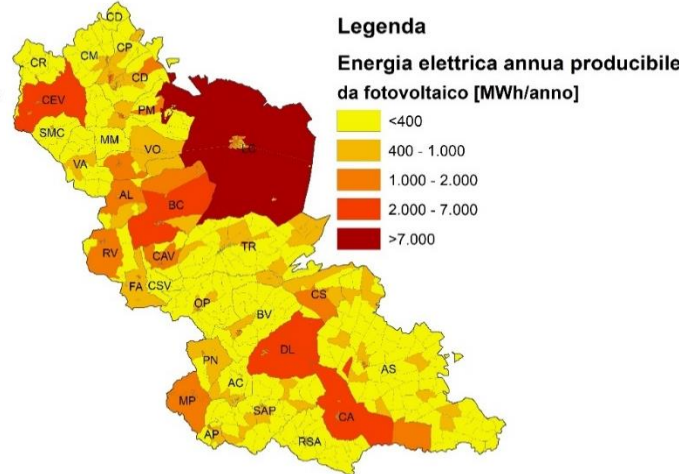 Legenda
Energia elettrica annua producibile
da fotovoltaico [MWh/anno]
<400
400 - 1.000
1.000 - 2.000
2.000 - 7.000
>7.000
CD
CM
CP
CR
CD
CEV
PM
SMC
MM
VO
VA
AL
BC
RV
CAV
TR
FA
CSV
OP
CS
BV
DL
PN
AS
AC
MP
SAP
CA
AP
RSA